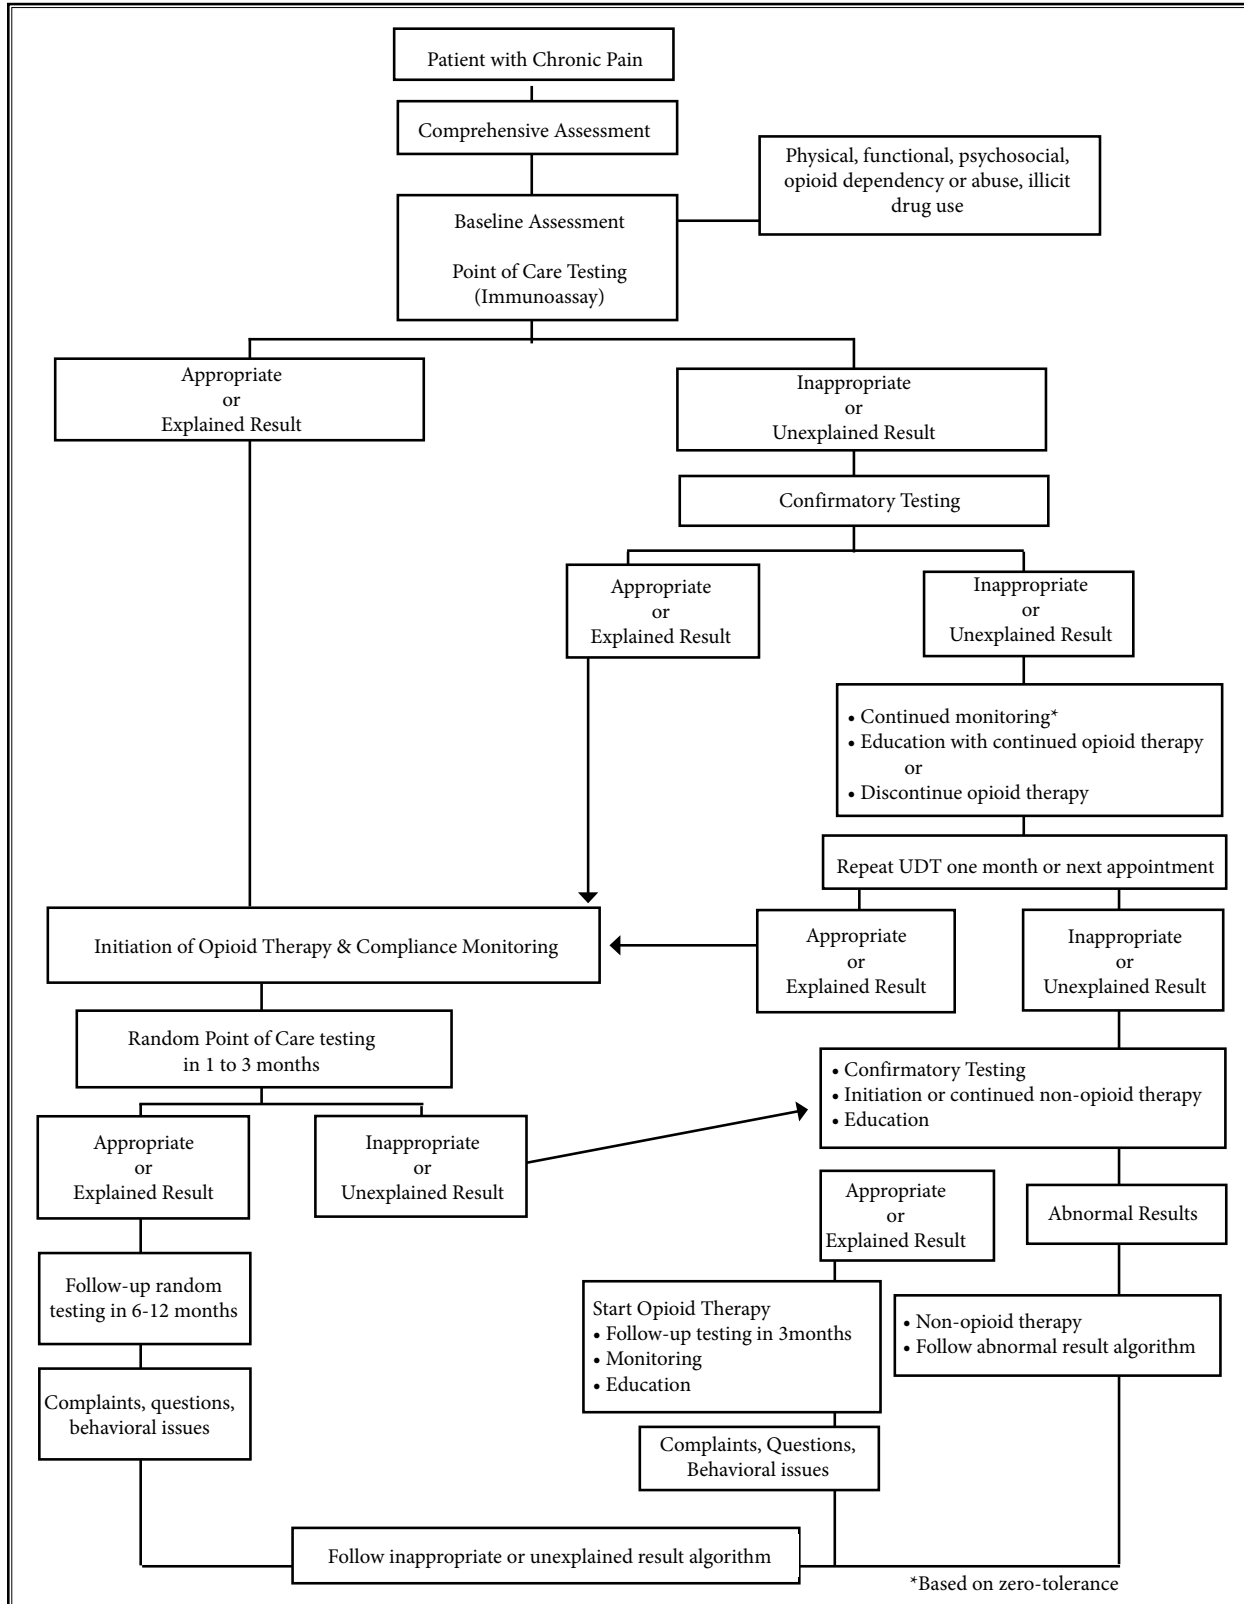 Patient with Chronic Pain
Comprehensive Assessment
Physical, functional, psychosocial,
opioid dependency or abuse, illicit
drug use
Baseline Assessment
Point of Care Testing
(Immunoassay)
Appropriate
or
Explained Result
Inappropriate
or
Unexplained Result
Confirmatory Testing
Appropriate
or
Explained Result
Inappropriate
or
Unexplained Result
• Continued monitoring*
• Education with continued opioid therapy
or
• Discontinue opioid therapy
Repeat UDT one month or next appointment
Initiation of Opioid Therapy & Compliance Monitoring
Appropriate
or
Explained Result
Inappropriate
or
Unexplained Result
Random Point of Care testing
in 1 to 3 months
• Confirmatory Testing
• Initiation or continued non-opioid therapy
• Education
Appropriate
or
Explained Result
Inappropriate
or
Unexplained Result
Appropriate
or
Explained Result
Abnormal Results
Follow-up random
testing in 6-12 months
Start Opioid Therapy
• Follow-up testing in 3months
• Monitoring
• Education
• Non-opioid therapy
• Follow abnormal result algorithm
Complaints, questions,
behavioral issues
Complaints, Questions,
Behavioral issues
Follow inappropriate or unexplained result algorithm
*Based on zero-tolerance